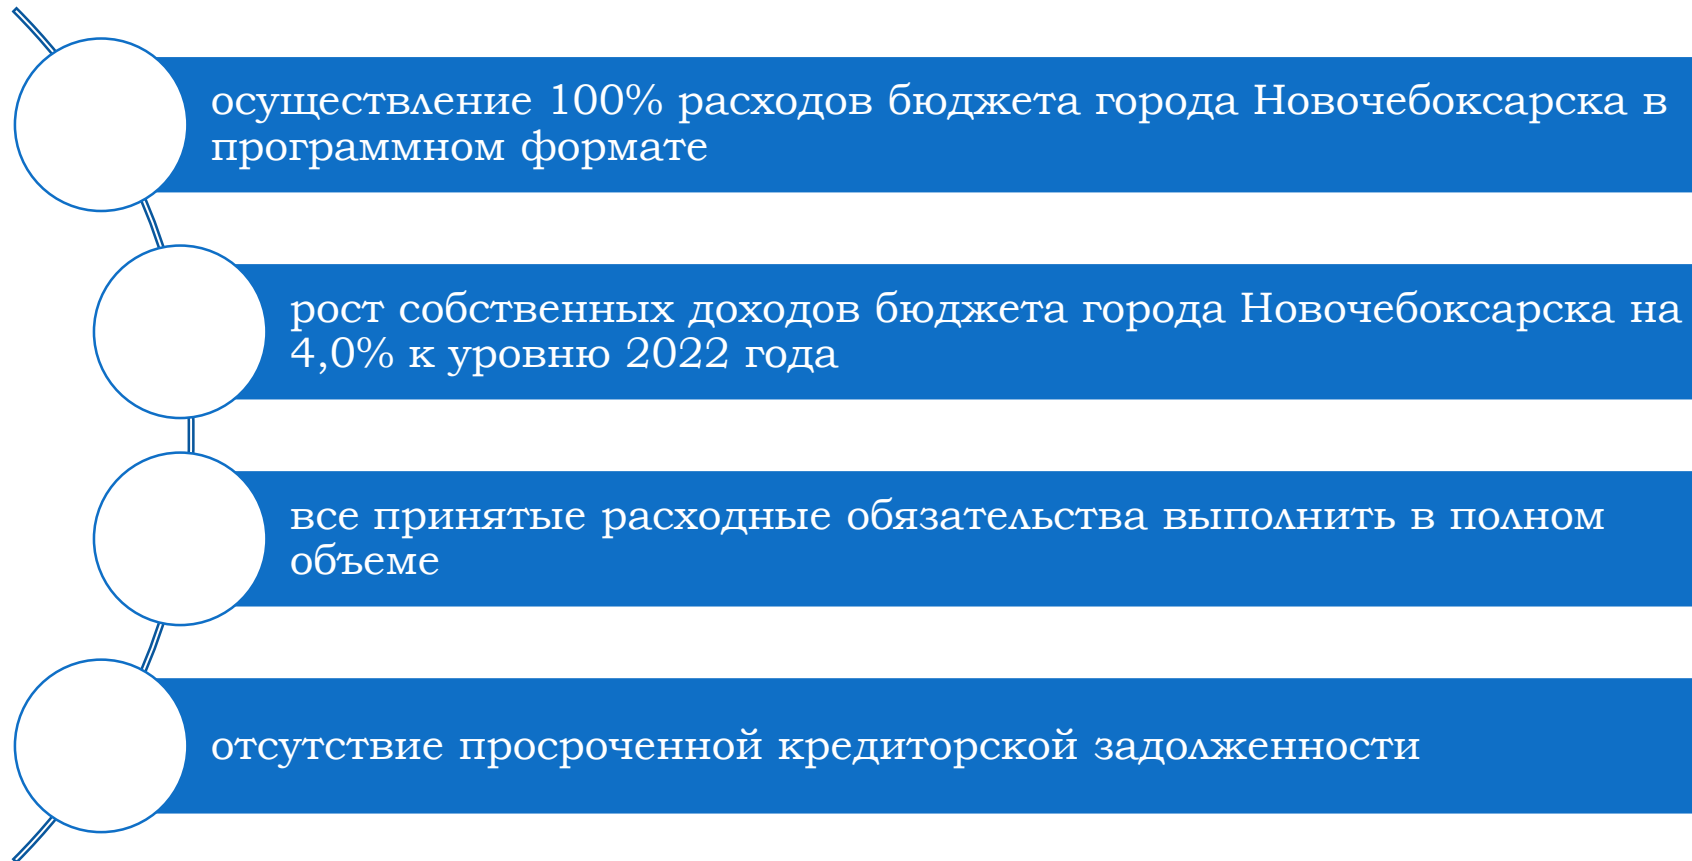 осуществление 100% расходов бюджета города Новочебоксарска в
программном формате
рост собственных доходов бюджета города Новочебоксарска на
4,0% к уровню 2022 года
все принятые расходные обязательства выполнить в полном
объеме
отсутствие просроченной кредиторской задолженности